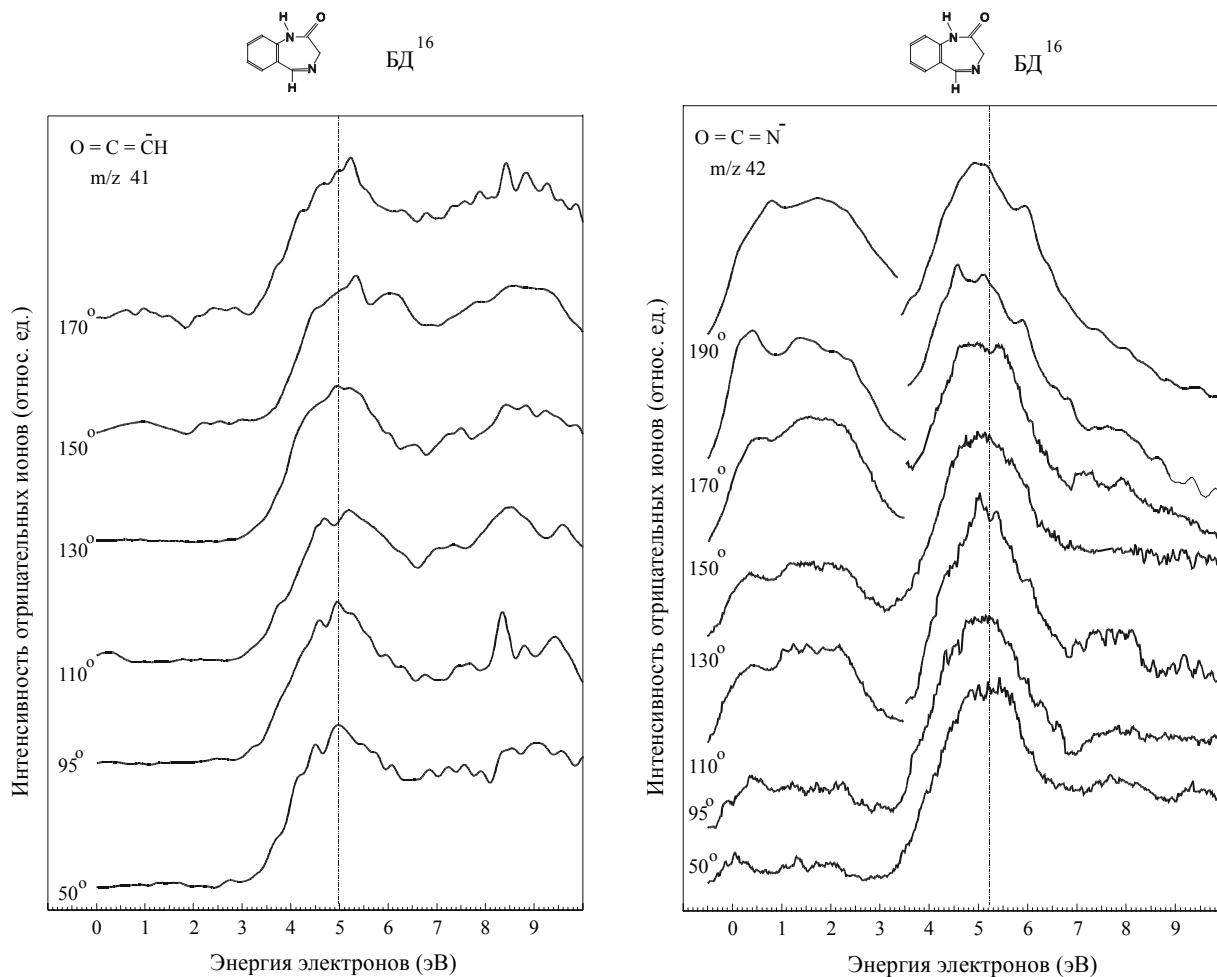 H
O
N
N
H
БД16
H
O
N
N
H
БД16
O = C = C̄H
m/z 41
170°
150°
130°
110°
95°
50°
0 1 2 3 4 5 6 7 8 9
Энергия электронов (эВ)
Интенсивность отрицательных ионов (относ. ед.)
O = C = N̄
m/z 42
190°
170°
150°
130°
110°
95°
50°
0 1 2 3 4 5 6 7 8 9
Энергия электронов (эВ)
Интенсивность отрицательных ионов (относ. ед.)